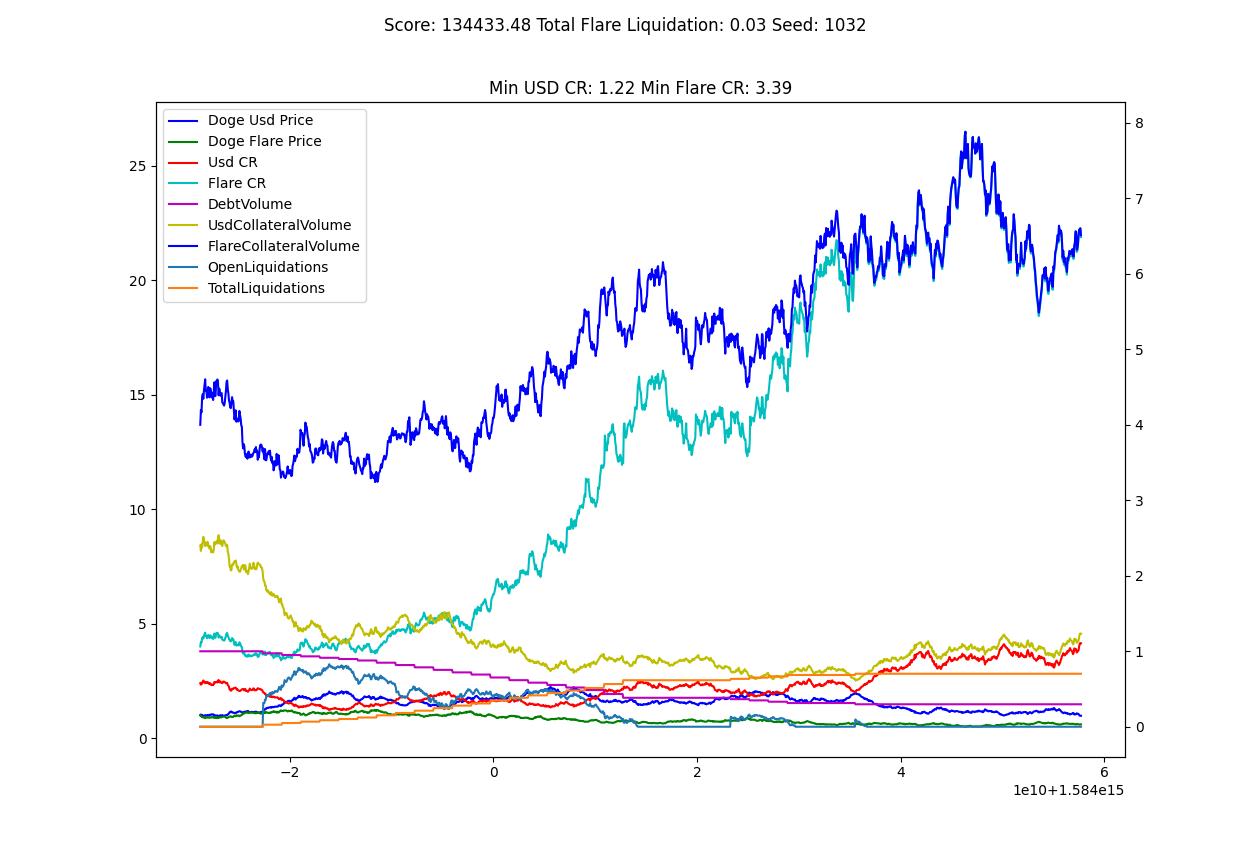 Score: 134433.48 Total Flare Liquidation: 0.03 Seed: 1032
Min USD CR: 1.22 Min Flare CR: 3.39
Doge Usd Price
Doge Flare Price
Usd CR
Flare CR
DebtVolume
UsdCollateralVolume
FlareCollateralVolume
OpenLiquidations
TotalLiquidations
25
20
15
10
5
0
8
7
6
5
4
3
2
1
0
−2
0
2
4
6
1e10+1.584e15